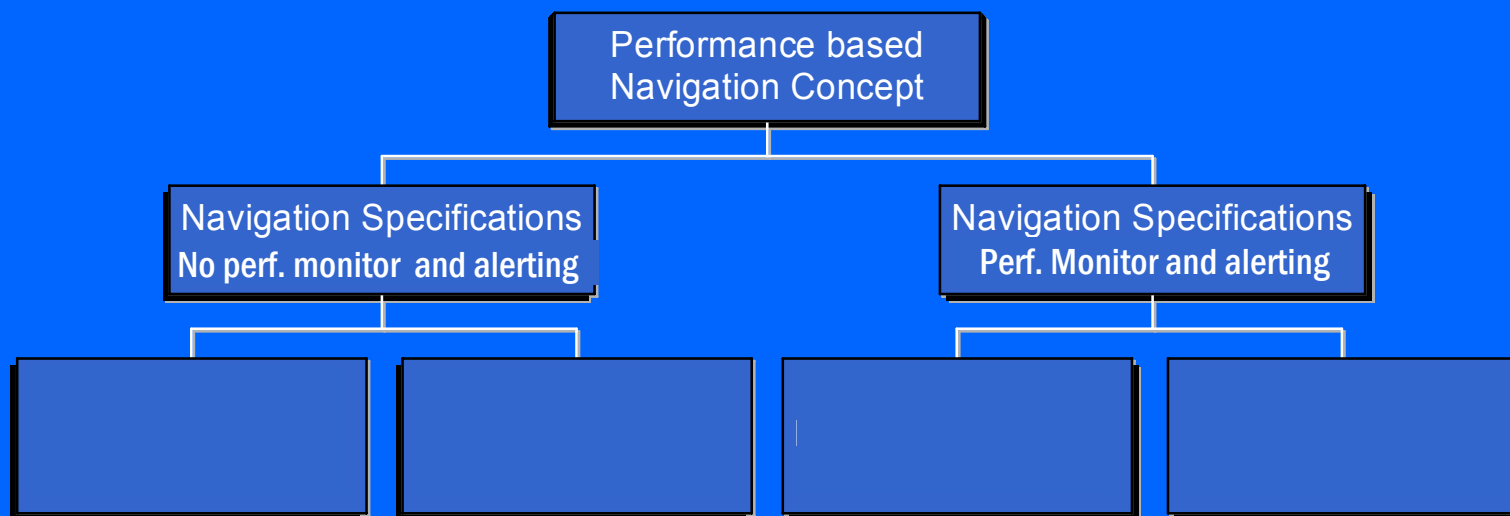 Performance based
Navigation Concept
Navigation Specifications
No perf. monitor and alerting
Navigation Specifications
Perf. Monitor and alerting